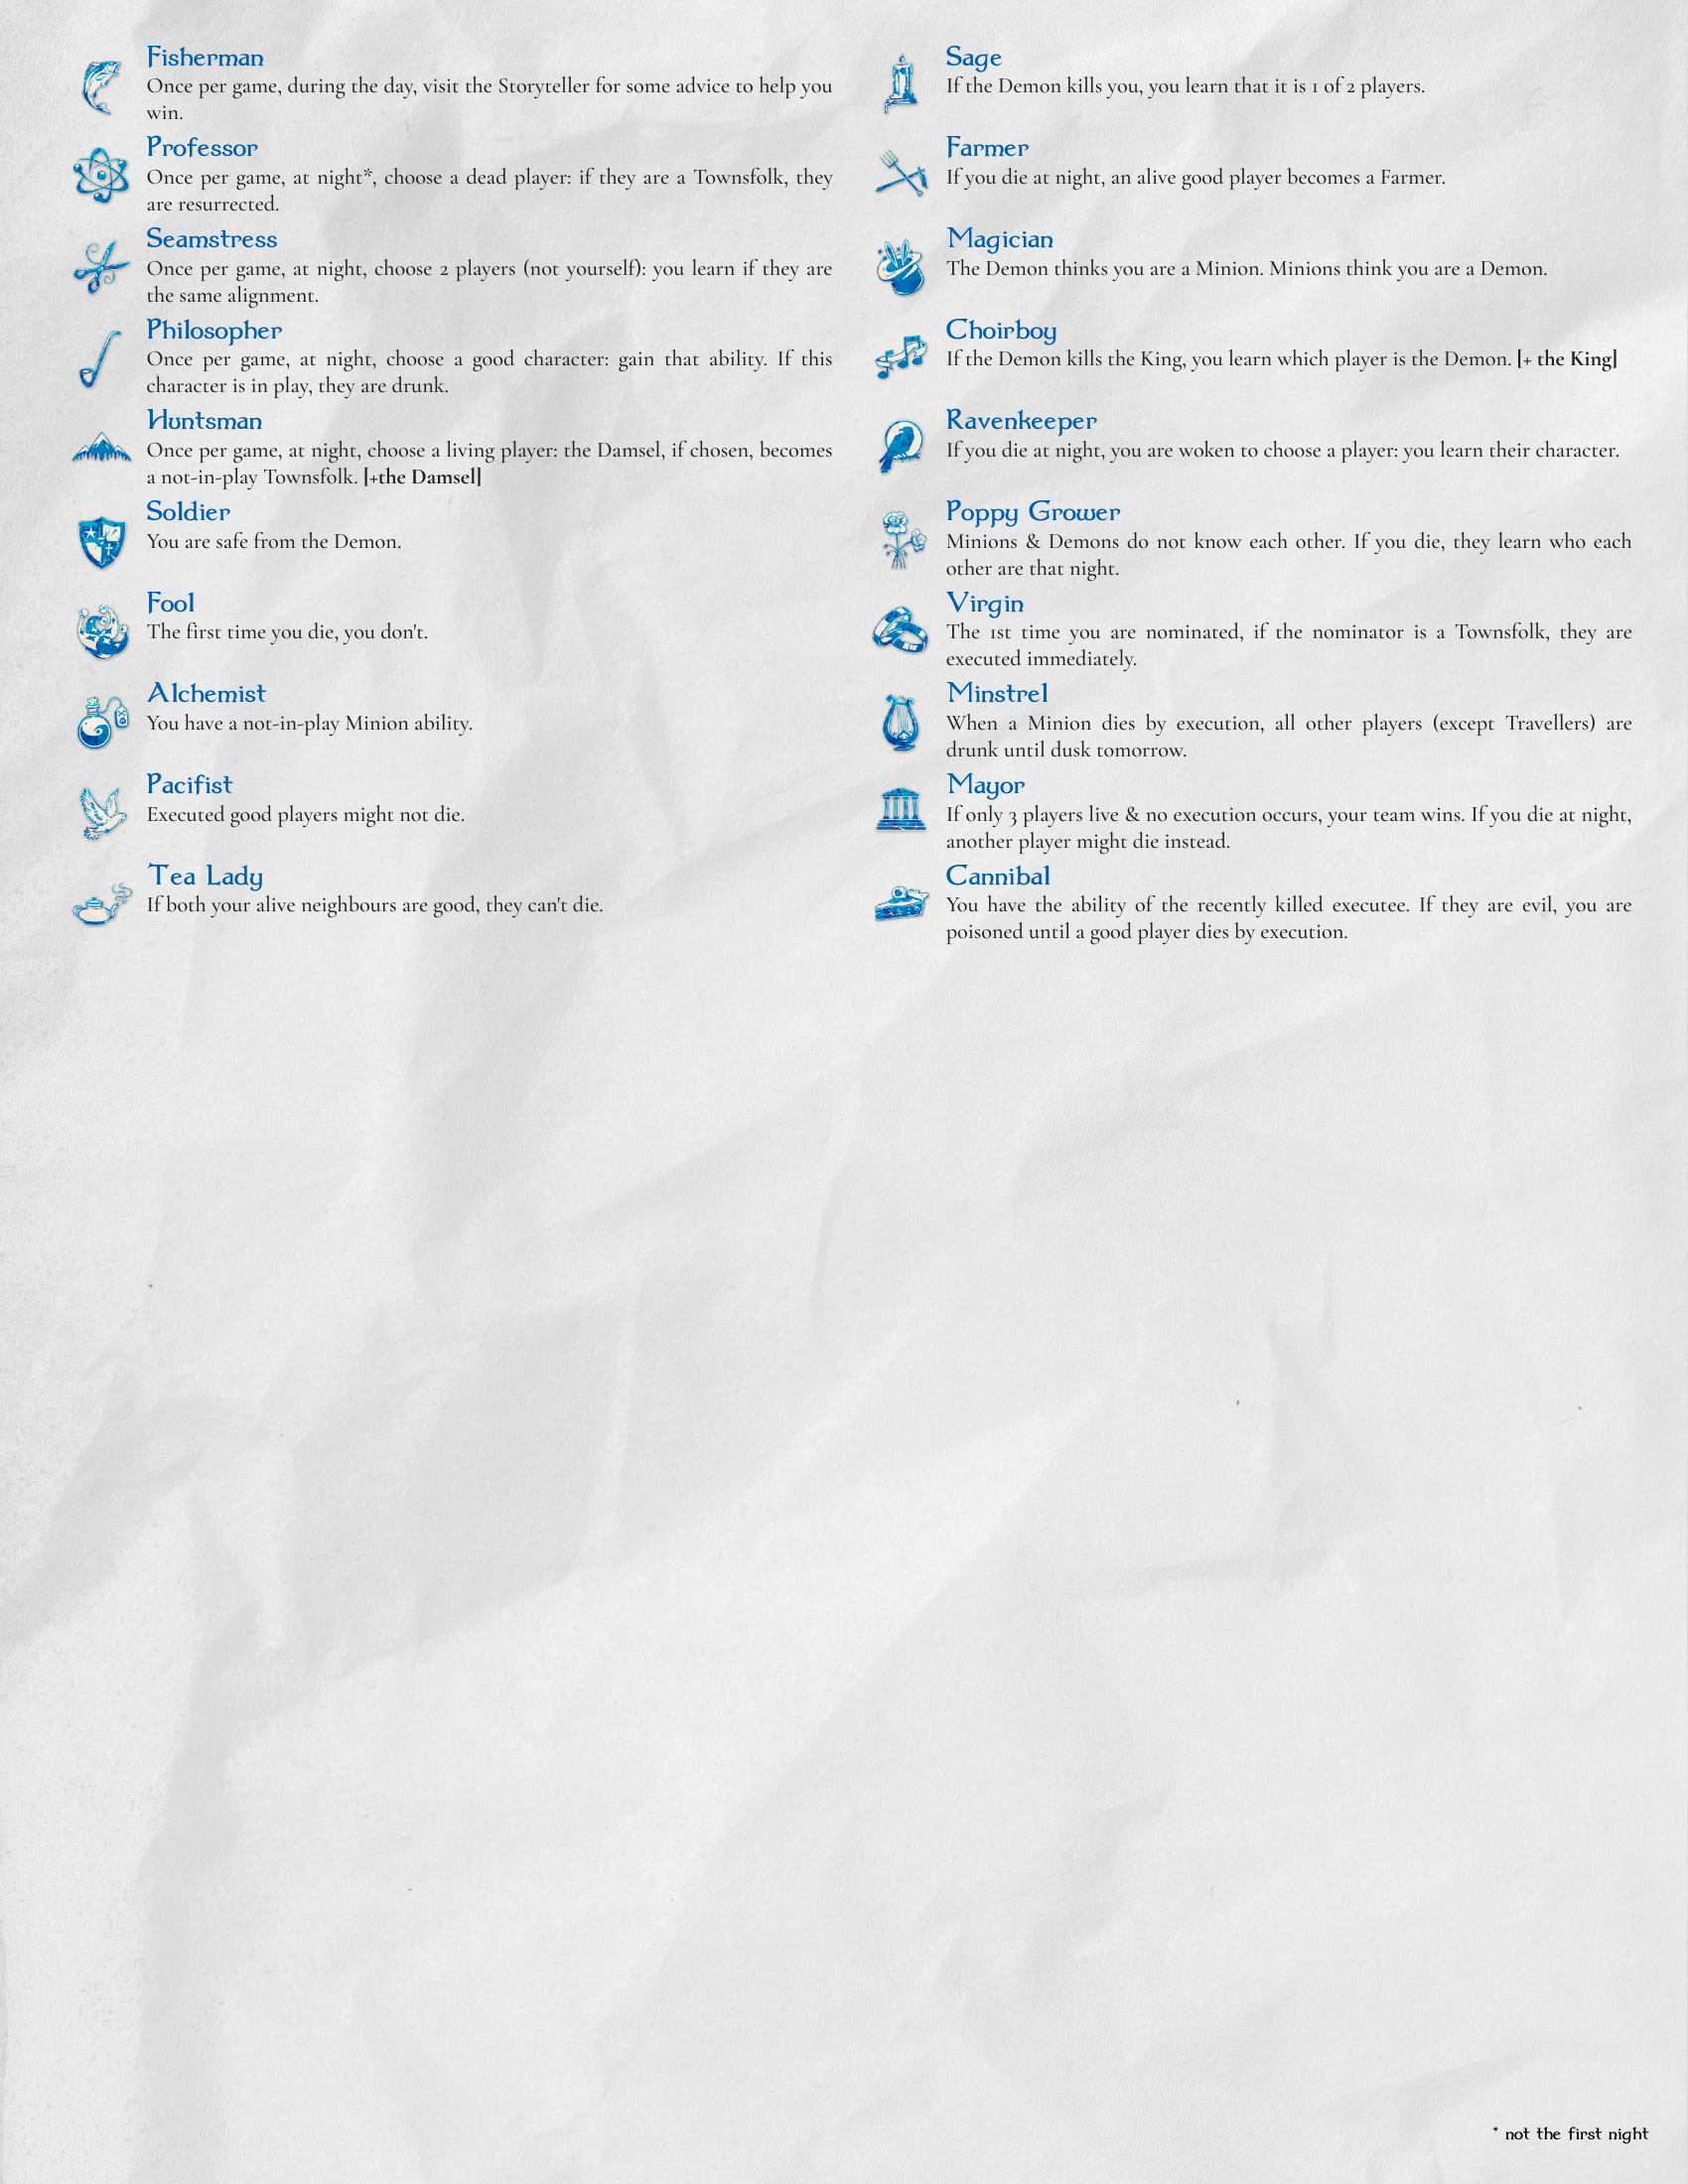 Fisherman
Once per game, during the day, visit the Storyteller for some advice to help you
win.
Professor
Once per game, at night*, choose a dead player: if they are a Townsfolk, they
are resurrected.
Seamstress
Once per game, at night, choose 2 players (not yourself): you learn if they are
the same alignment.
Philosopher
Once per game, at night, choose a good character: gain that ability. If this
character is in play, they are drunk.
Huntsman
Once per game, at night, choose a living player: the Damsel, if chosen, becomes
a not-in-play Townsfolk. [+the Damsel]
Soldier
You are safe from the Demon.
Fool
The first time you die, you don't.
Alchemist
You have a not-in-play Minion ability.
Pacifist
Executed good players might not die.
Tea Lady
If both your alive neighbours are good, they can't die.
Sage
If the Demon kills you, you learn that it is 1 of 2 players.
Farmer
If you die at night, an alive good player becomes a Farmer.
Magician
The Demon thinks you are a Minion. Minions think you are a Demon.
Choirboy
If the Demon kills the King, you learn which player is the Demon. [+ the King]
Ravenkeeper
If you die at night, you are woken to choose a player: you learn their character.
Poppy Grower
Minions & Demons do not know each other. If you die, they learn who each
other are that night.
Virgin
The 1st time you are nominated, if the nominator is a Townsfolk, they are
executed immediately.
Minstrel
When a Minion dies by execution, all other players (except Travellers) are
drunk until dusk tomorrow.
Mayor
If only 3 players live & no execution occurs, your team wins. If you die at night,
another player might die instead.
Cannibal
You have the ability of the recently killed executee. If they are evil, you are
poisoned until a good player dies by execution.
* not the first night